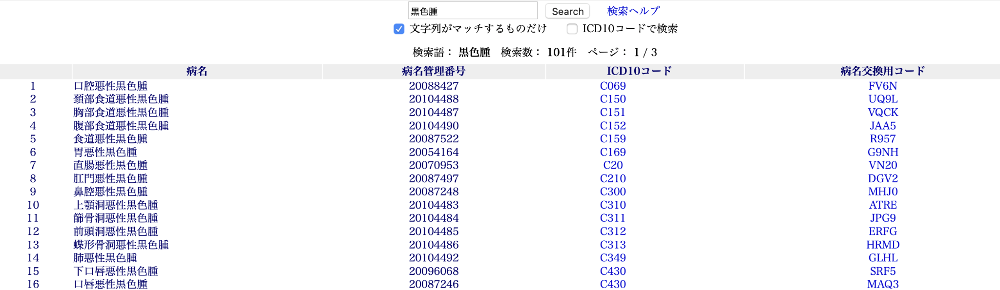 黒色腫 Search 検索ヘルプ
文字列がマッチするものだけ ICD10コードで検索
検索語： 黒色腫 検索数： 101件 ページ： 1 / 3
病名 病名管理番号 ICD10コード 病名交換用コード
1 口腔悪性黒色腫 20088427 C069 FV6N
2 頚部食道悪性黒色腫 20104488 C150 UQ9L
3 胸部食道悪性黒色腫 20104487 C151 VQCK
4 腹部食道悪性黒色腫 20104490 C152 JAA5
5 食道悪性黒色腫 20087522 C159 R957
6 胃悪性黒色腫 20054164 C169 G9NH
7 直腸悪性黒色腫 20070953 C20 VN20
8 肛門悪性黒色腫 20087497 C210 DGV2
9 鼻腔悪性黒色腫 20087248 C300 MHJ0
10 上顎洞悪性黒色腫 20104483 C310 ATRE
11 篩骨洞悪性黒色腫 20104484 C311 JPG9
12 前頭洞悪性黒色腫 20104485 C312 ERFG
13 蝶形骨洞悪性黒色腫 20104486 C313 HRMD
14 肺悪性黒色腫 20104492 C349 GLHL
15 下口唇悪性黒色腫 20096068 C430 SRF5
16 口唇悪性黒色腫 20087246 C430 MAQ3